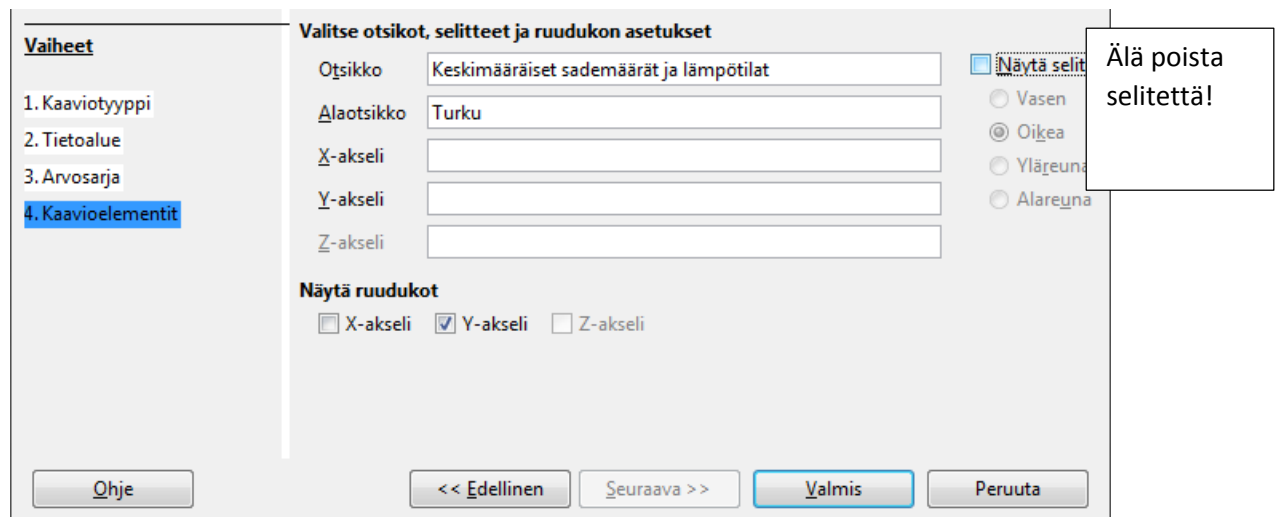 Vaiheet
1. Kaaviotyyppi
2. Tietoalue
3. Arvosarja
4. Kaavioelementit
Valitse otsikot, selitteet ja ruudukon asetukset
Otsikko Keskimääräiset sademäärät ja lämpötilat
Alaotsikko Turku
X-akseli
Y-akseli
Z-akseli
Näytä selit
Vasen
Oikea
Yläreuna
Alareuna
Älä poista
selitettä!
Näytä ruudukot
X-akseli Y-akseli Z-akseli
Ohje << Edellinen Seuraava >> Valmis Peruuta